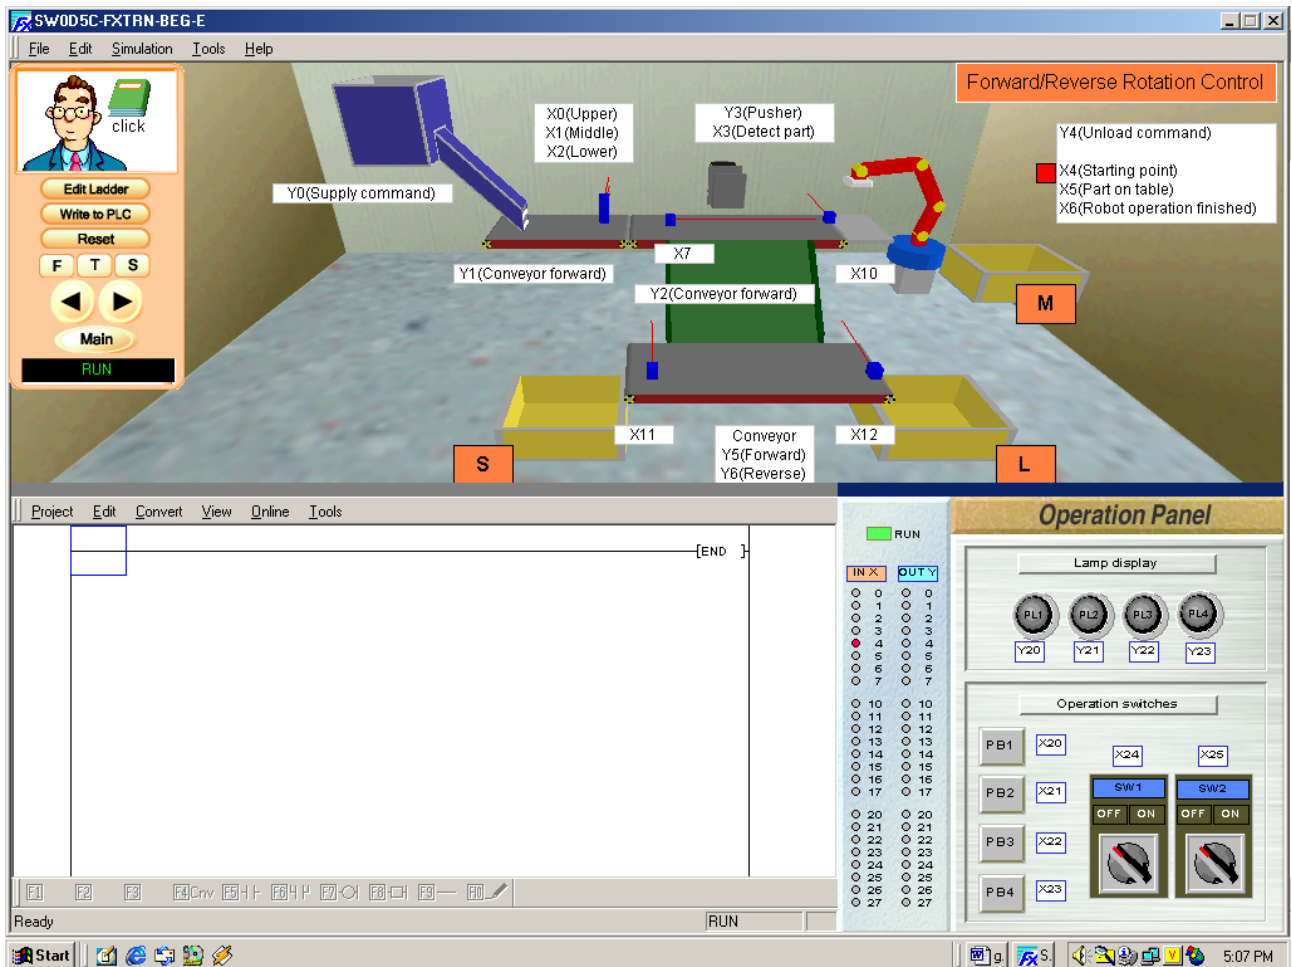 SW0D5C-FXTRN-BEG-E
File Edit Simulation Tools Help
click
Edit Ladder
Write to PLC
Reset
F T S
Main
RUN
Forward/Reverse Rotation Control
X0(Upper)
X1(Middle)
X2(Lower)
Y3(Pusher)
X3(Detect part)
Y4(Unload command)
X4(Starting point)
X5(Part on table)
X6(Robot operation finished)
Y0(Supply command)
X7
Y1(Conveyor forward)
X10
Y2(Conveyor forward)
M
X11
Conveyor
Y5(Forward)
Y6(Reverse)
X12
S
L
Project Edit Convert View Online Tools
[END ]
RUN
IN X OUT Y
0 0
1 1
2 2
3 3
4 4
5 5
6 6
7 7
10 10
11 11
12 12
13 13
14 14
15 15
16 16
17 17
20 20
21 21
22 22
23 23
24 24
25 25
26 26
27 27
Operation Panel
Lamp display
PL1 PL2 PL3 PL4
Y20 Y21 Y22 Y23
Operation switches
PB1 X20
X24 X25
PB2 X21
SW1 SW2
OFF ON OFF ON
PB3 X22
PB4 X23
F1 F2 F3 F4Cnv F5 F6 F7 F8 F9 F10
Ready RUN
Start g. S. V 5:07 PM